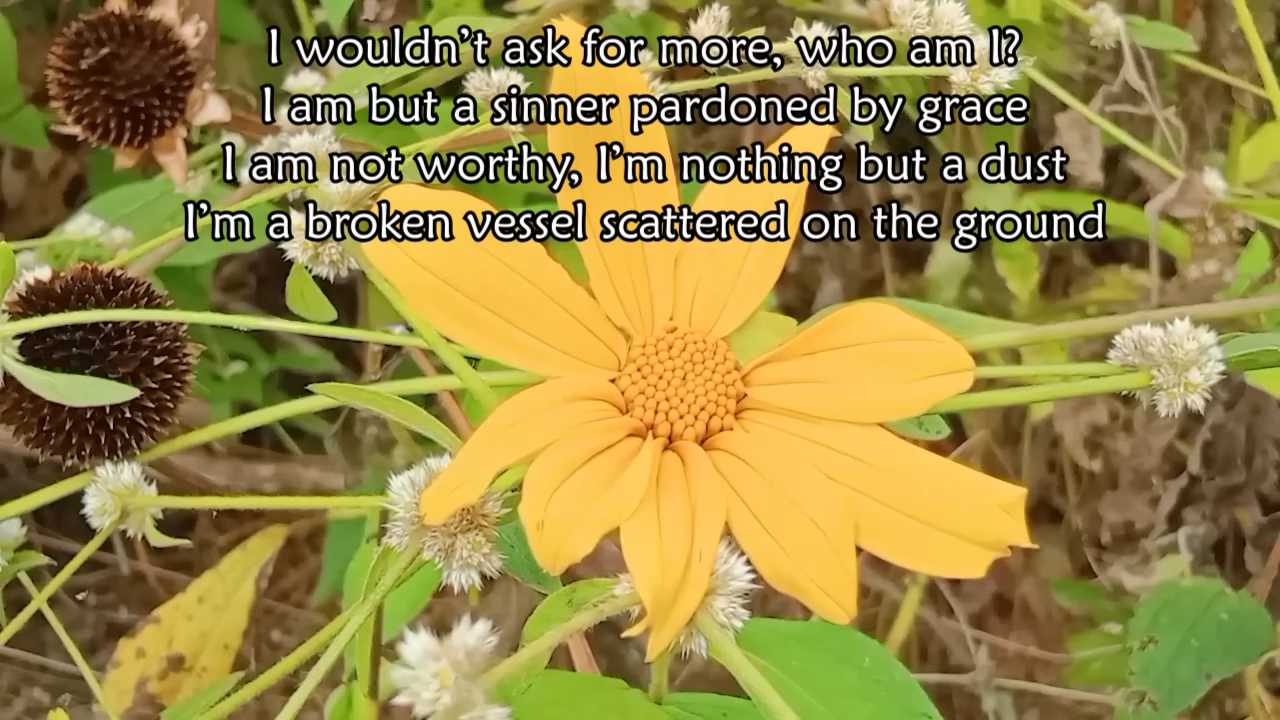 I wouldn't ask for more, who am I?
I am but a sinner pardoned by grace
I am not worthy, I'm nothing but a dust
I'm a broken vessel scattered on the ground